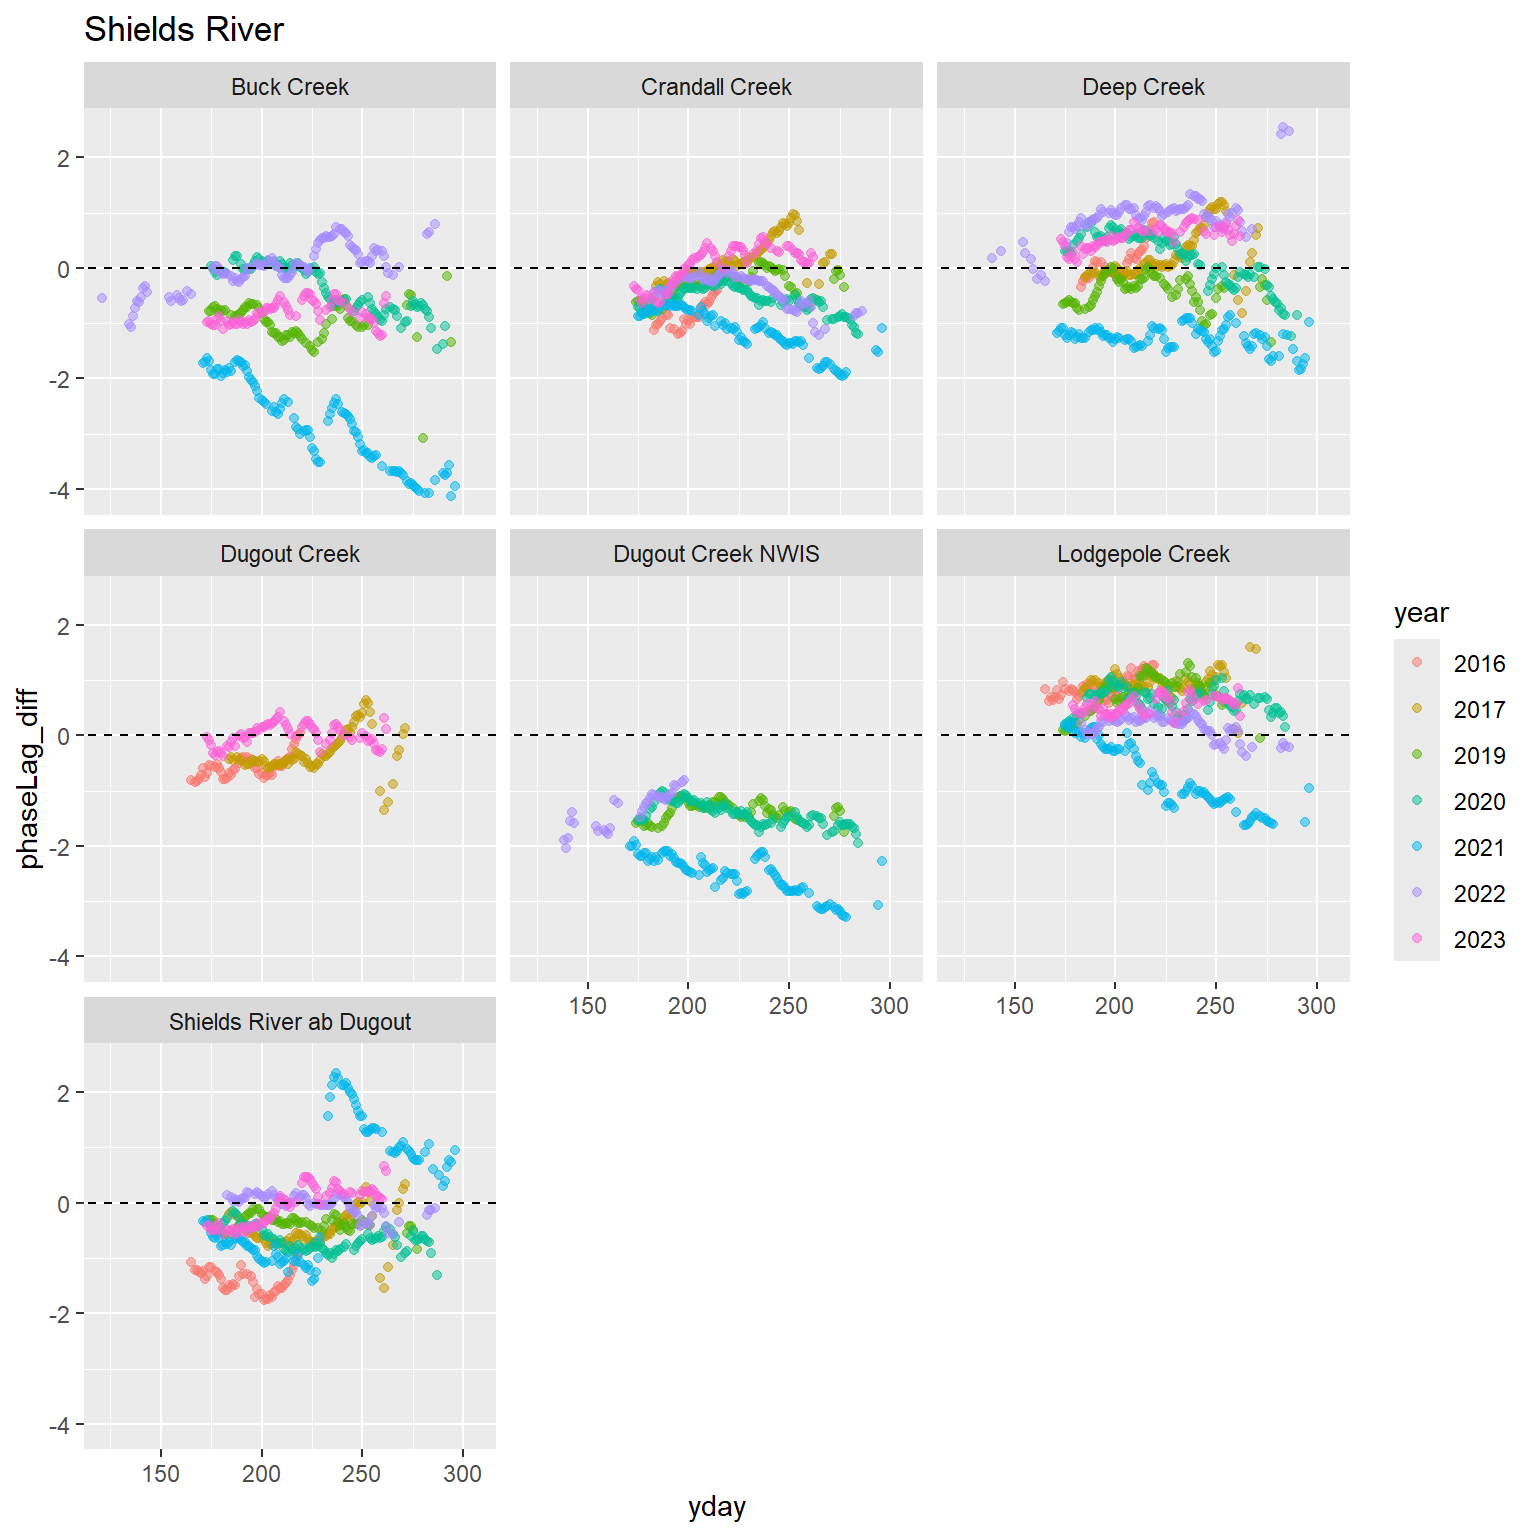 Shields River
Buck Creek
Crandall Creek
Deep Creek
2
0
-2
-4
Dugout Creek
Dugout Creek NWIS
Lodgepole Creek
2
0
-2
-4
150 200 250 300
150 200 250 300
Shields River ab Dugout
2
0
-2
-4
150 200 250 300
yday
phaseLag_diff
year
2016
2017
2019
2020
2021
2022
2023